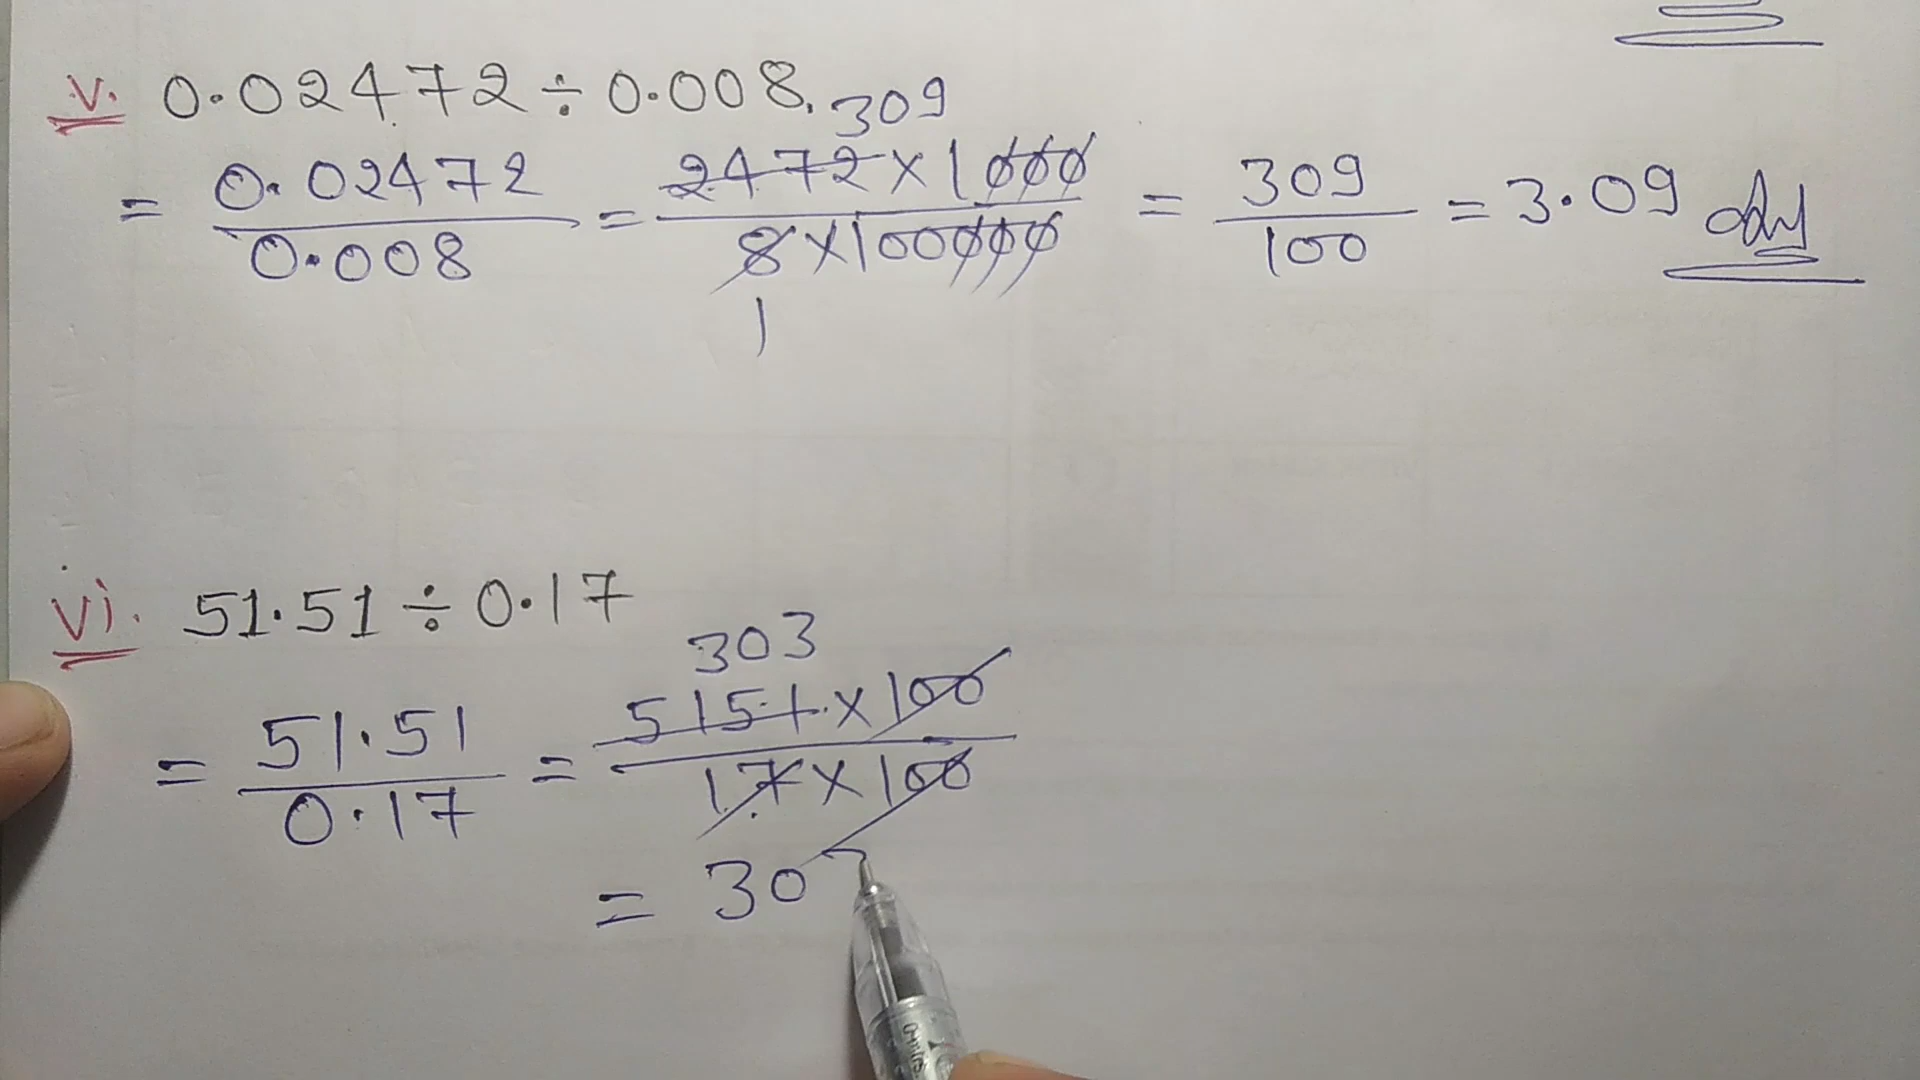 v. 0.02472 ÷ 0.008.
309
= 0.02472 / 0.008 = 2472 × 1000 / 8 × 100000 = 309 / 100 = 3.09
1
vi. 51.51 ÷ 0.17
303
= 51.51 / 0.17 = 5151 × 100 / 17 × 100
= 30